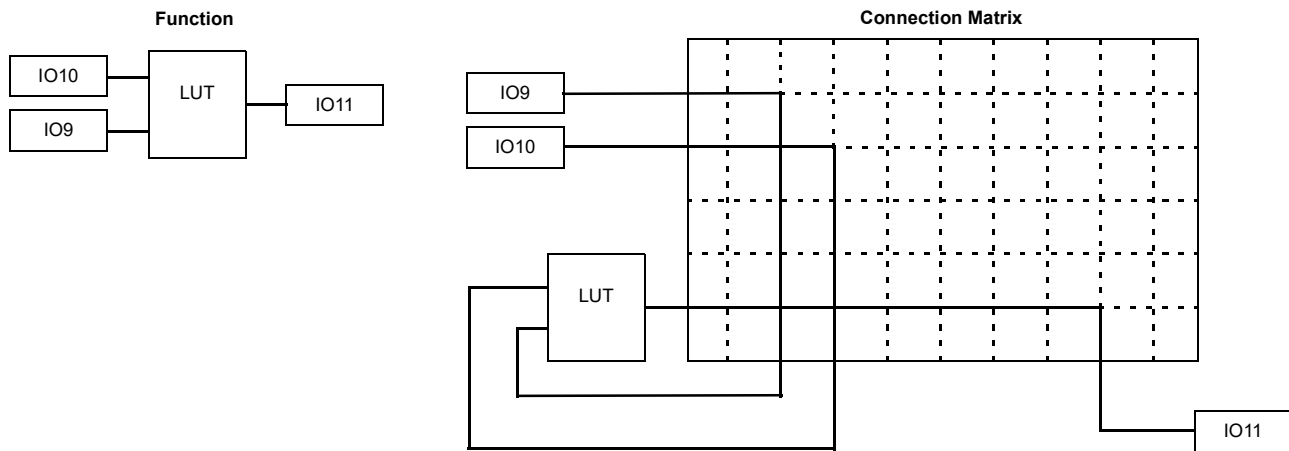 Function
IO10
IO9
LUT
IO11
Connection Matrix
IO9
IO10
LUT
IO11